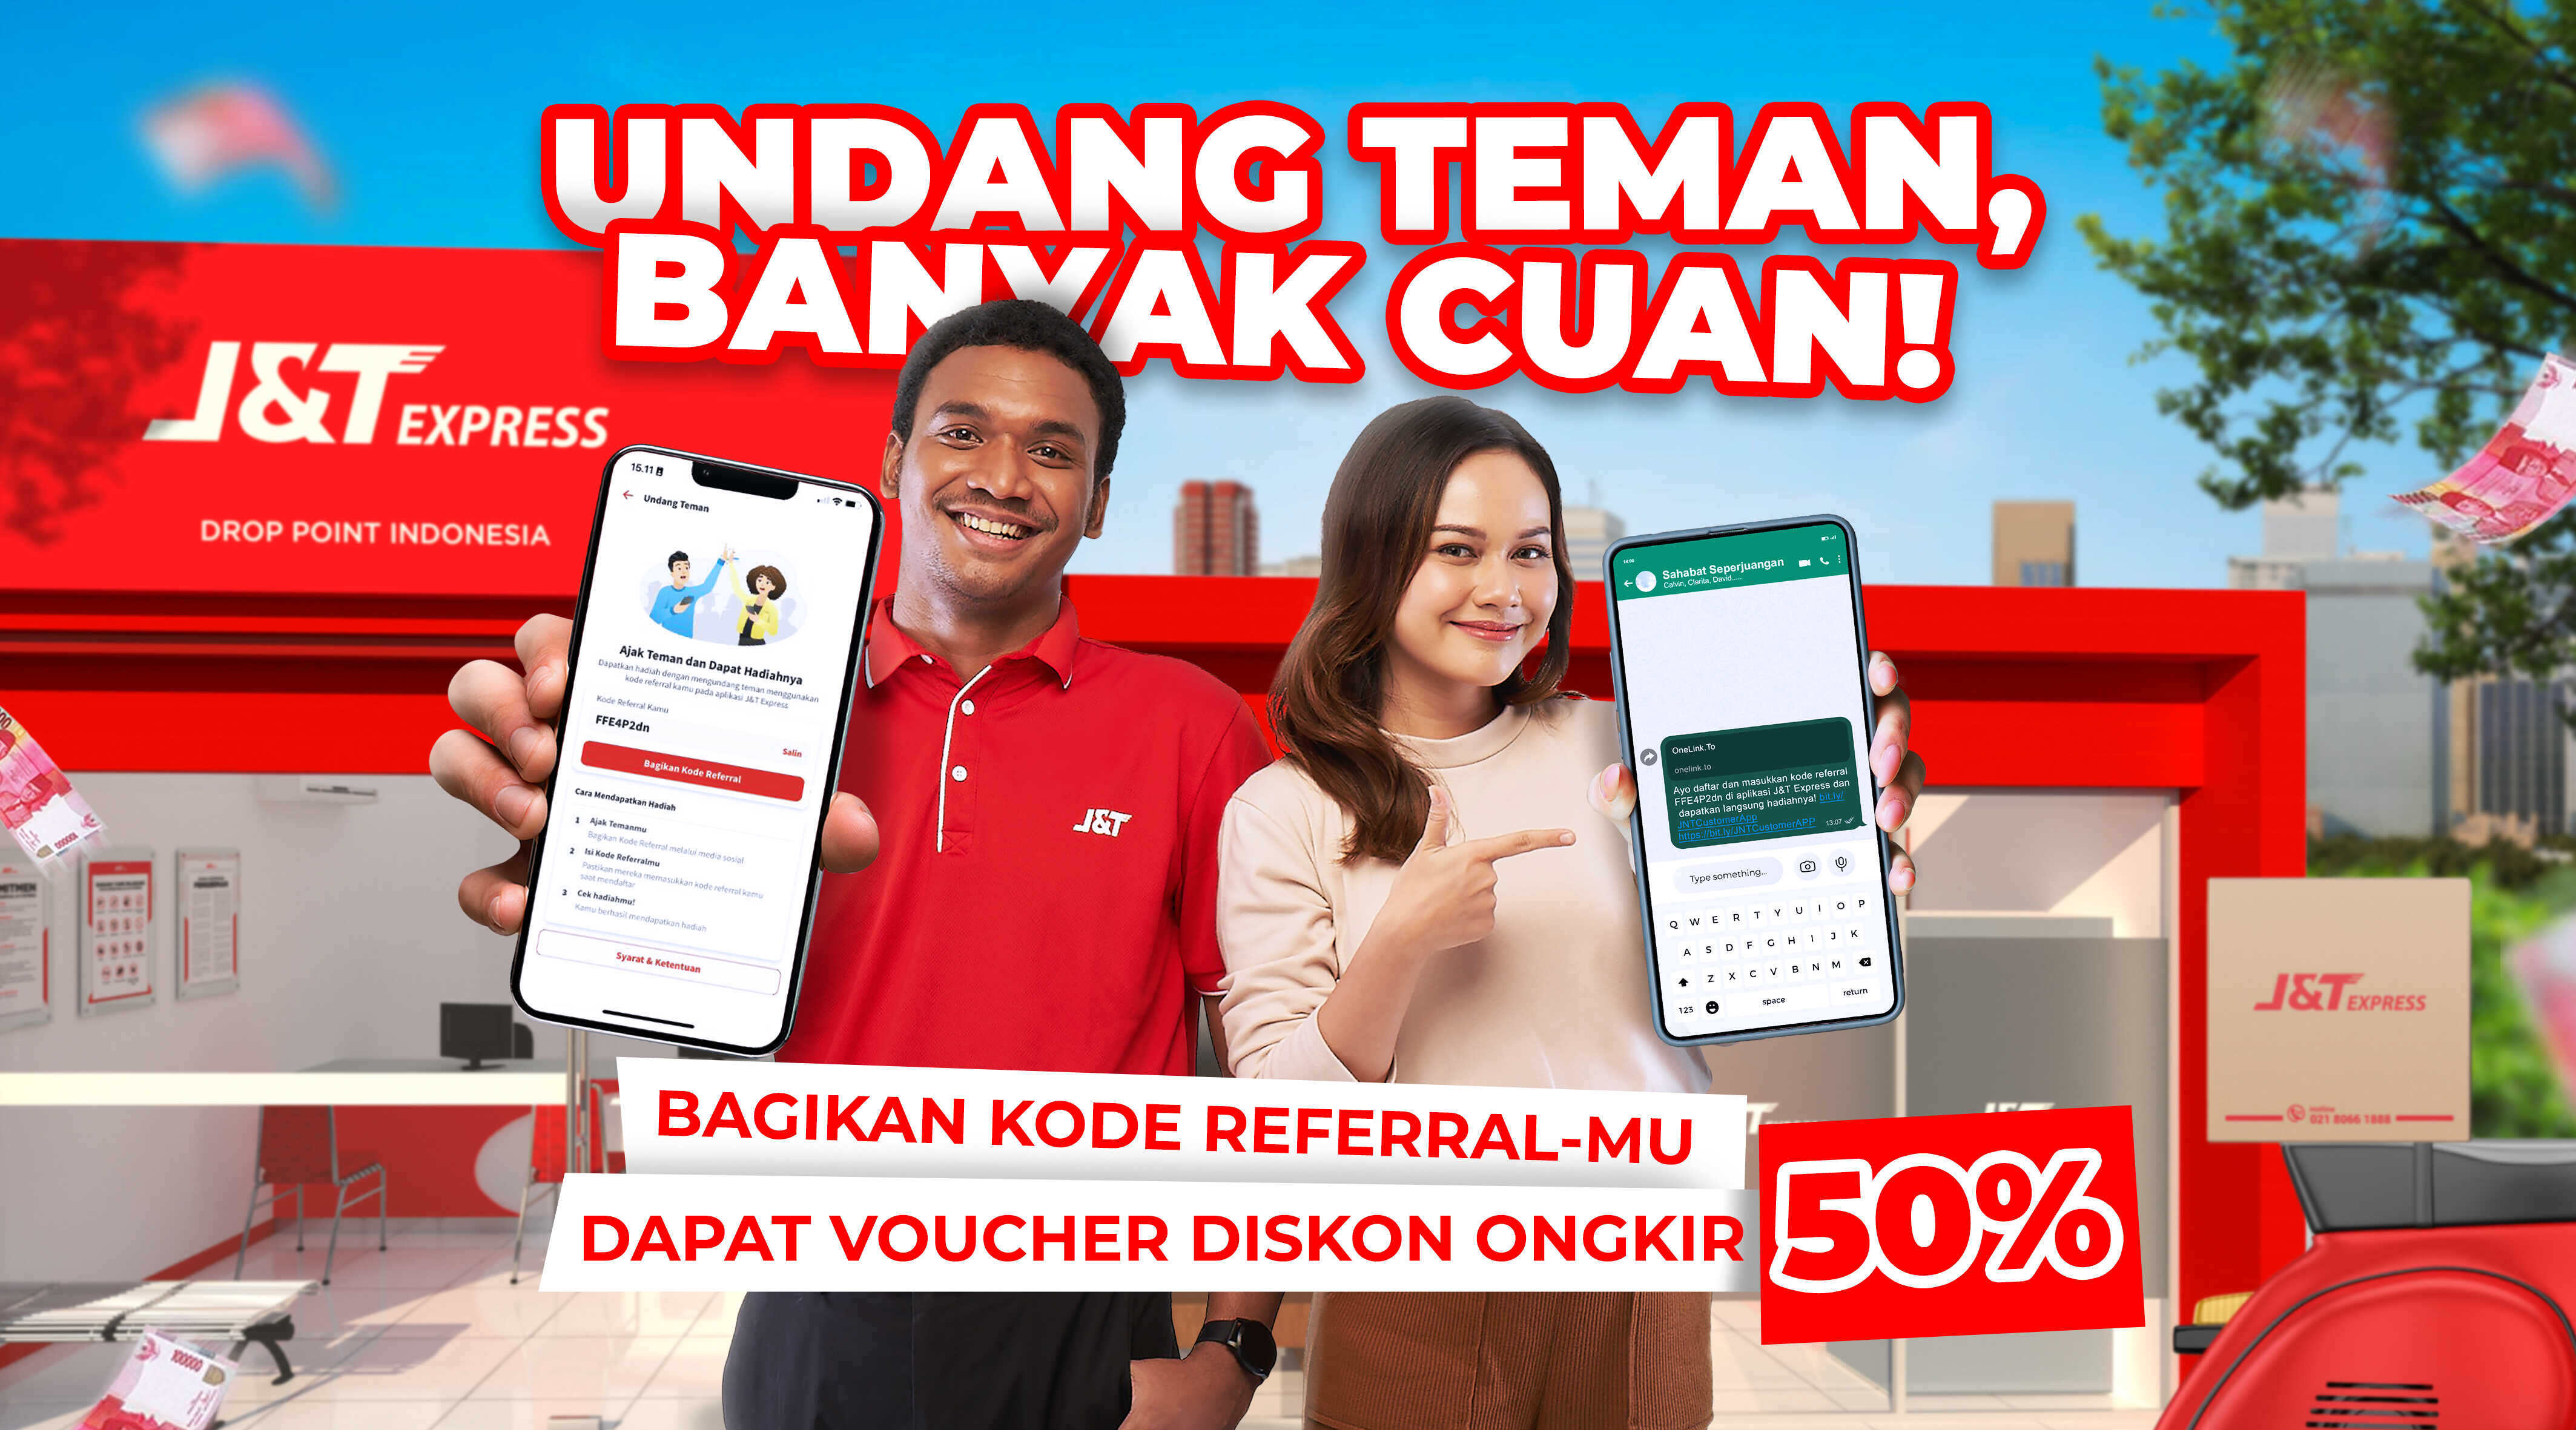 UNDANG TEMAN,
BANYAK CUAN!
J&T EXPRESS
DROP POINT INDONESIA
15.11
Undang Teman
Ajak Teman dan Dapat Hadiahnya
Dapatkan hadiah dengan mengundang teman menggunakan
kode referral kamu pada aplikasi J&T Express
Kode Referral Kamu
FFE4P2dn
Salin
Bagikan Kode Referral
Cara Mendapatkan Hadiah
1 Ajak Temanmu
Bagikan Kode Referral melalui media sosial
2 Isi Kode Referralmu
Pastikan mereka memasukkan kode referral kamu
saat mendaftar
3 Cek hadiahmu!
Kamu berhasil mendapatkan hadiah
Syarat & Ketentuan
J&T
Sahabat Seperjuangan
Calvin, Clarita, David.....
OneLink.To
onelink.to
Ayo daftar dan masukkan kode referral
FFE4P2dn di aplikasi J&T Express dan
dapatkan langsung hadiahnya! bit.ly/
JNTCustomerApp
https://bit.ly/JNTCustomerAPP 13:07
Type something...
Q W E R T Y U I O P
A S D F G H I J K
Z X C V B N M
123 space return
J&T EXPRESS
Hotline
021 8066 1888
BAGIKAN KODE REFERRAL-MU
DAPAT VOUCHER DISKON ONGKIR
50%
100000